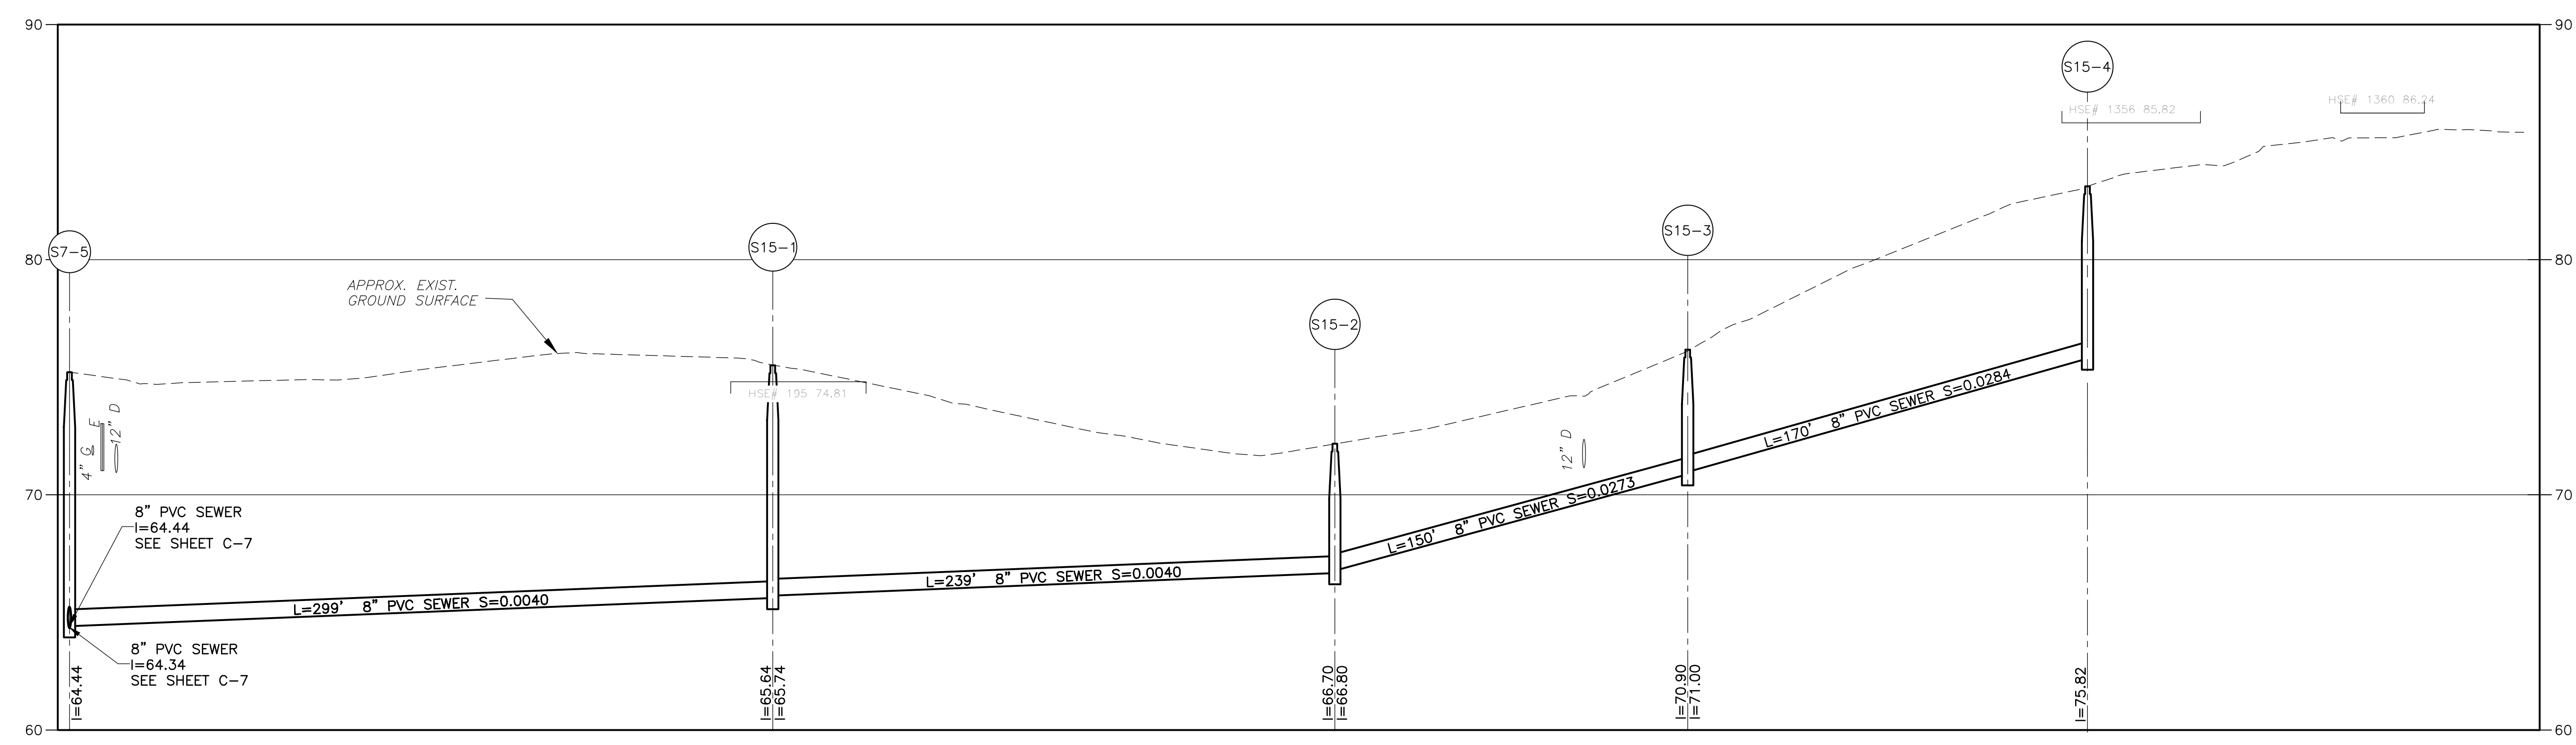 90
90
S15-4
HSE# 1356 85.82
HSE# 1360 86.24
S7-5
S15-1
S15-3
80
80
APPROX. EXIST.
GROUND SURFACE
S15-2
HSE# 195 74.81
4" G
E
12" D
12" D
L=170' 8" PVC SEWER S=0.0284
70
70
L=150' 8" PVC SEWER S=0.0273
8" PVC SEWER
I=64.44
SEE SHEET C-7
L=239' 8" PVC SEWER S=0.0040
L=299' 8" PVC SEWER S=0.0040
8" PVC SEWER
I=64.34
SEE SHEET C-7
I=64.44
I=65.64
I=65.74
I=66.70
I=66.80
I=70.90
I=71.00
I=75.82
60
60